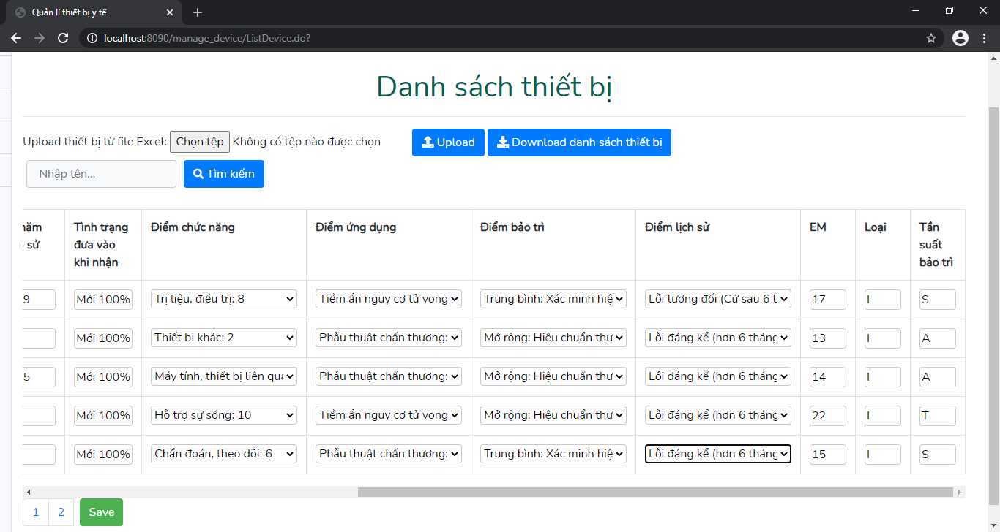 Quản lí thiết bị y tế
localhost:8090/manage_device/ListDevice.do?
Danh sách thiết bị
Upload thiết bị từ file Excel: Chọn tệp Không có tệp nào được chọn Upload Download danh sách thiết bị
Nhập tên... Tìm kiếm
năm Tình trạng Điểm chức năng Điểm ứng dụng Điểm bảo trì Điểm lịch sử EM Loại Tần
sử đưa vào suất
khi nhận bảo trì
9 Mới 100% Trị liệu, điều trị: 8 Tiềm ẩn nguy cơ tử vong Trung bình: Xác minh hiệ Lỗi tương đối (Cứ sau 6 t 17 I S
Mới 100% Thiết bị khác: 2 Phẫu thuật chấn thương: Mở rộng: Hiệu chuẩn thư Lỗi đáng kể (hơn 6 tháng 13 I A
5 Mới 100% Máy tính, thiết bị liên qua Phẫu thuật chấn thương: Mở rộng: Hiệu chuẩn thư Lỗi đáng kể (hơn 6 tháng 14 I A
Mới 100% Hỗ trợ sự sống: 10 Tiềm ẩn nguy cơ tử vong Mở rộng: Hiệu chuẩn thư Lỗi đáng kể (hơn 6 tháng 22 I T
Mới 100% Chẩn đoán, theo dõi: 6 Phẫu thuật chấn thương: Trung bình: Xác minh hiệ Lỗi đáng kể (hơn 6 tháng 15 I S
1 2 Save